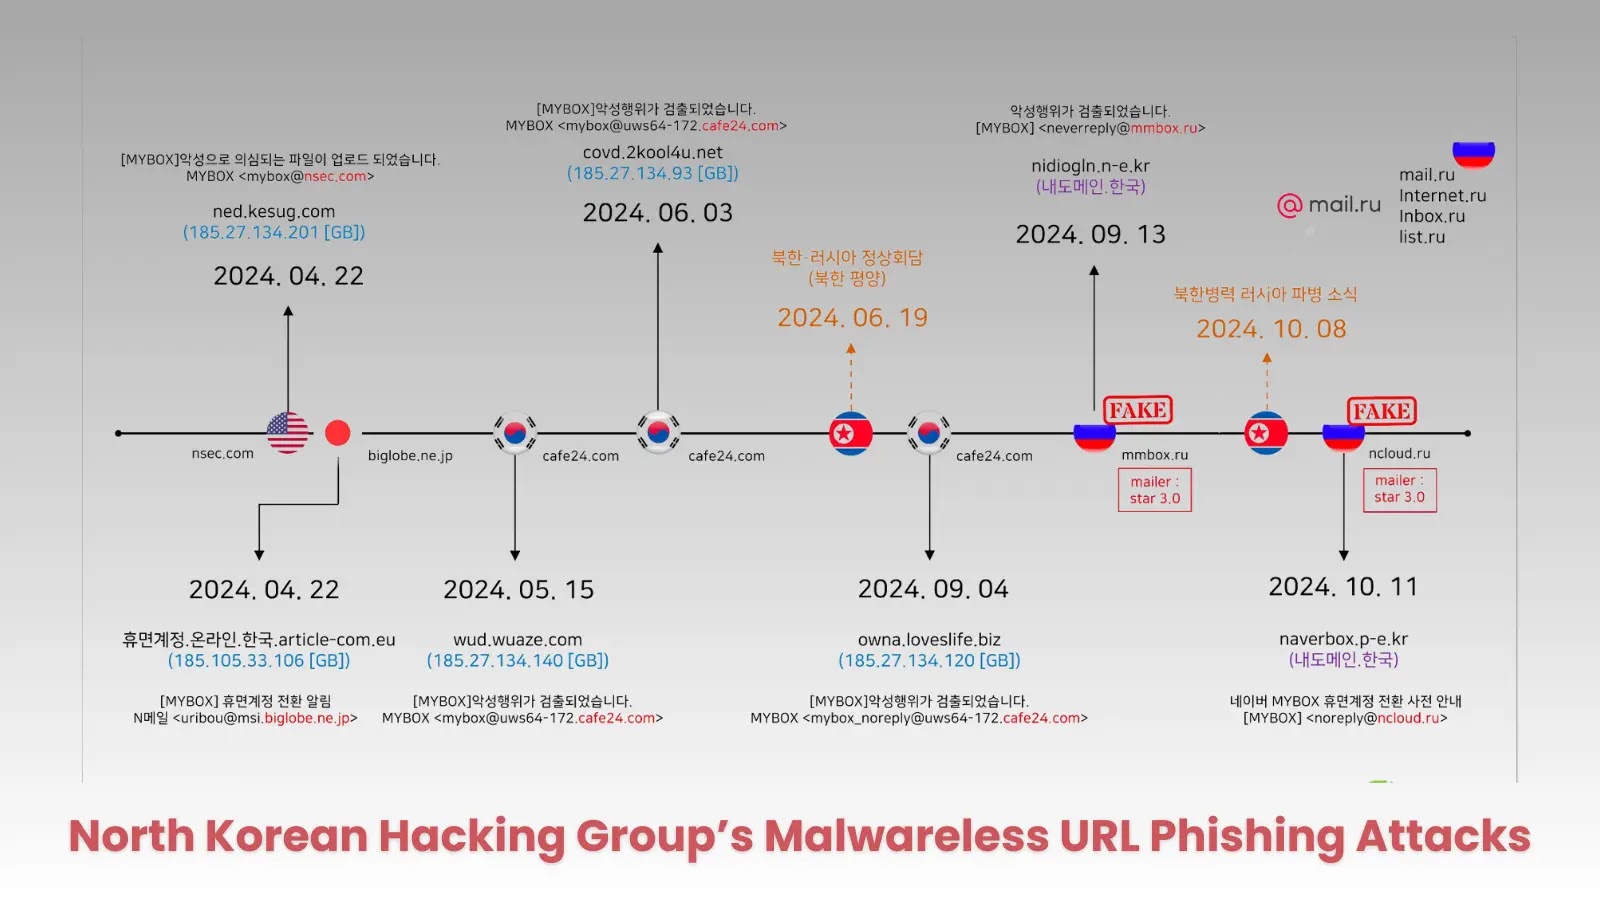 [MYBOX]악성으로 의심되는 파일이 업로드 되었습니다.
MYBOX <mybox@nsec.com>
ned.kesug.com
(185.27.134.201 [GB])
2024. 04. 22
[MYBOX]악성행위가 검출되었습니다.
MYBOX <mybox@uws64-172.cafe24.com>
covd.2kool4u.net
(185.27.134.93 [GB])
2024. 06. 03
북한·러시아 정상회담
(북한 평양)
2024. 06. 19
악성행위가 검출되었습니다.
[MYBOX] <neverreply@mmbox.ru>
nidiogln.n-e.kr
(내도메인.한국)
2024. 09. 13
북한병력 러시아 파병 소식
2024. 10. 08
@mail.ru
mail.ru
Internet.ru
Inbox.ru
list.ru
nsec.com
biglobe.ne.jp
cafe24.com
cafe24.com
cafe24.com
FAKE
mmbox.ru
mailer :
star 3.0
FAKE
ncloud.ru
mailer :
star 3.0
2024. 04. 22
휴면계정.온라인.한국.article-com.eu
(185.105.33.106 [GB])
[MYBOX] 휴면계정 전환 알림
N메일 <uribou@msi.biglobe.ne.jp>
2024. 05. 15
wud.wuaze.com
(185.27.134.140 [GB])
[MYBOX]악성행위가 검출되었습니다.
MYBOX <mybox@uws64-172.cafe24.com>
2024. 09. 04
owna.loveslife.biz
(185.27.134.120 [GB])
[MYBOX]악성행위가 검출되었습니다.
MYBOX <mybox_noreply@uws64-172.cafe24.com>
2024. 10. 11
naverbox.p-e.kr
(내도메인.한국)
네이버 MYBOX 휴면계정 전환 사전 안내
[MYBOX] <noreply@ncloud.ru>
North Korean Hacking Group’s Malwareless URL Phishing Attacks